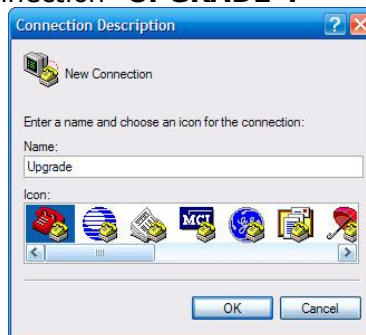 Connection Description
New Connection
Enter a name and choose an icon for the connection:
Name:
Upgrade
Icon:
MCI
OK Cancel